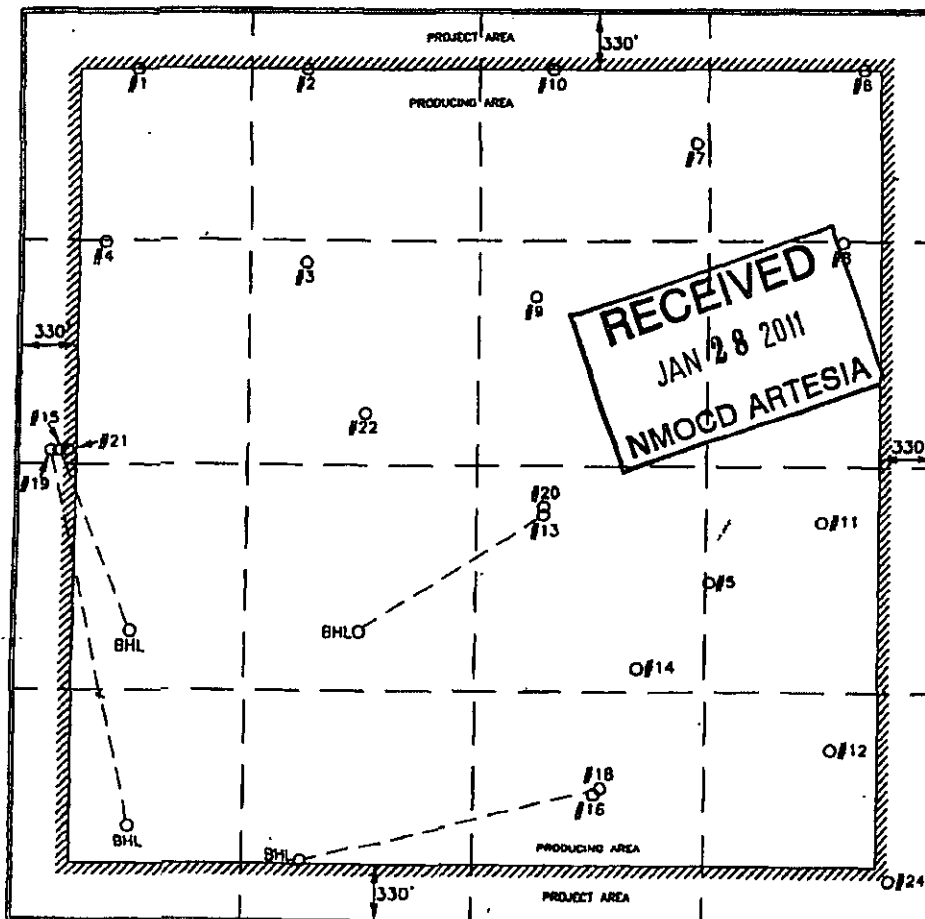 PROJECT AREA
330'
#1
#2
#10
#8
PRODUCING AREA
#7
#4
#3
#9
RECEIVED
JAN 28 2011
NMOCD ARTESIA
330'
#15
#21
#22
#19
330'
#20
#13
#11
#5
BHL
BHL
#14
#12
#18
#16
BHL
BHL
PRODUCING AREA
330'
PROJECT AREA
#24